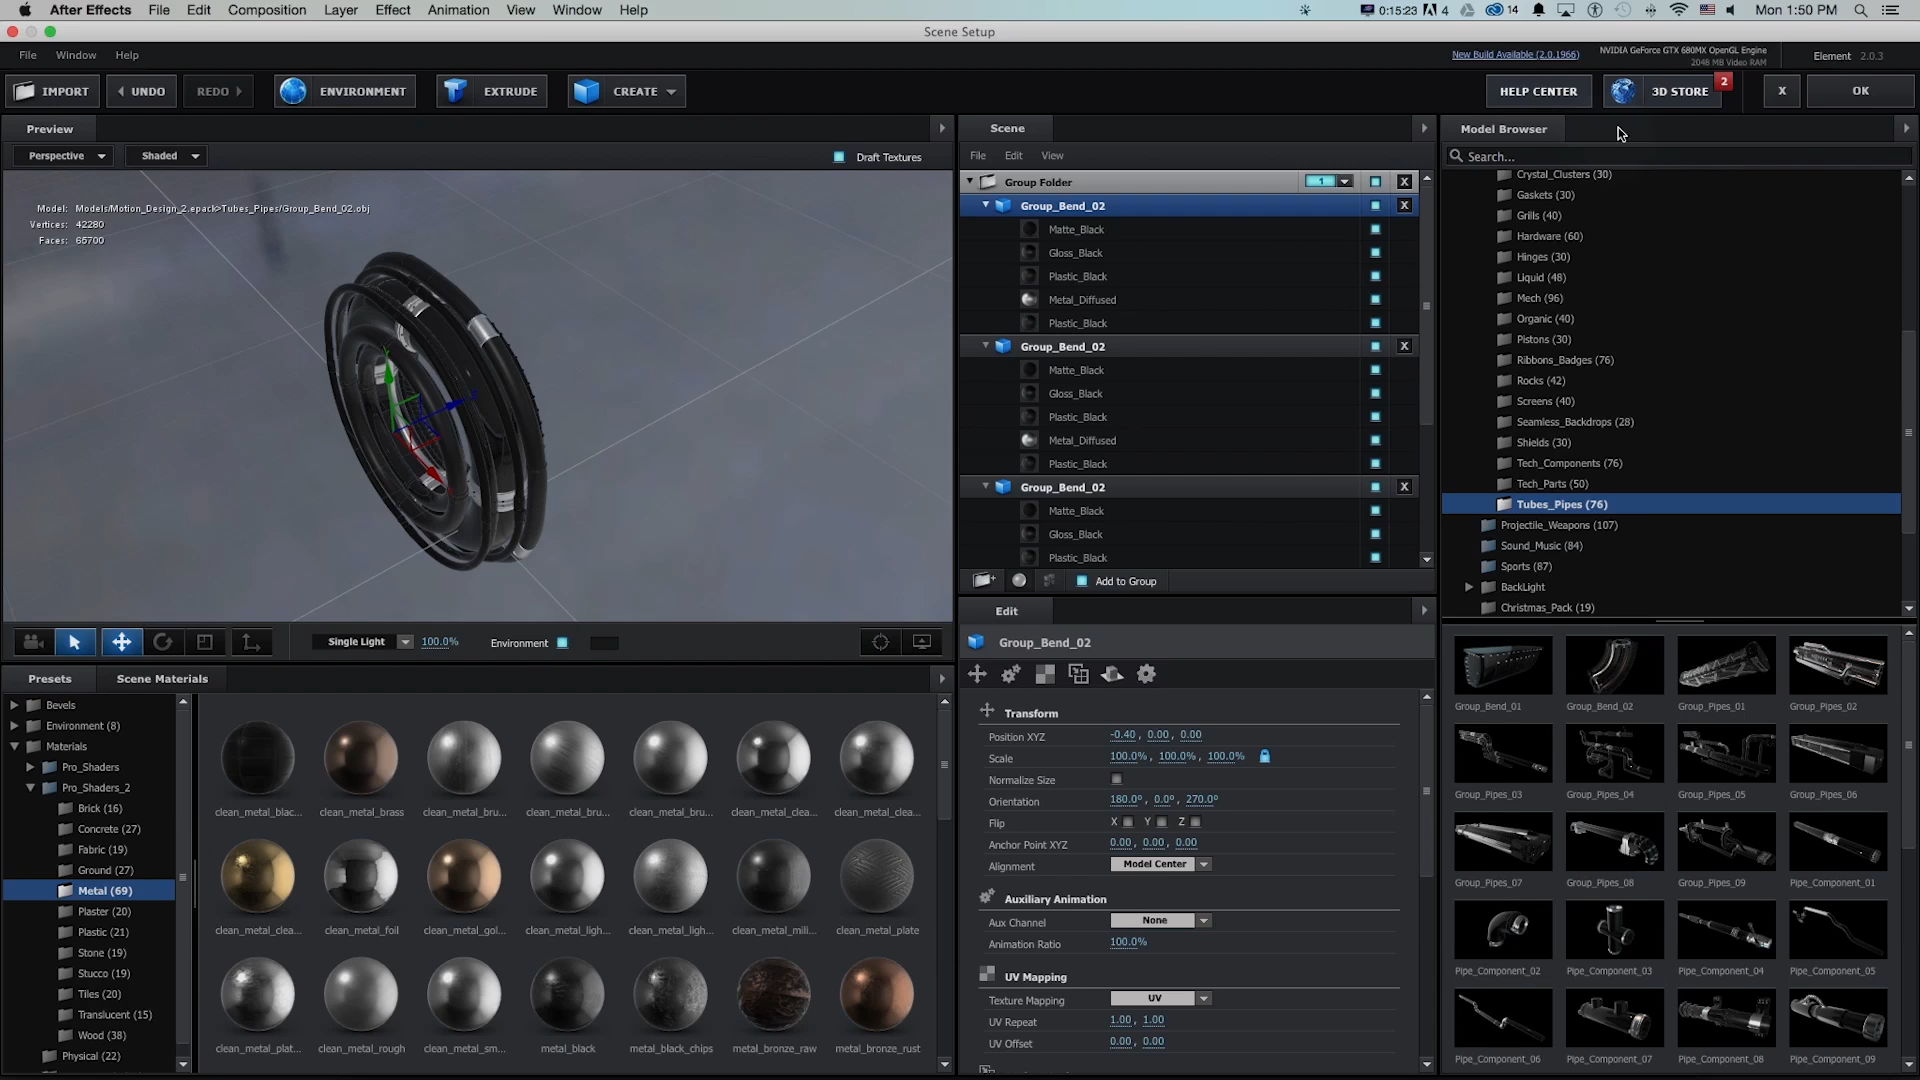 After Effects File Edit Composition Layer Effect Animation View Window Help 0:15:23 4 14 Mon 1:50 PM
Scene Setup
File Window Help New Build Available (2.0.1966) NVIDIA GeForce GTX 680MX OpenGL Engine Element 2.0.3
2048 MB Video RAM
IMPORT UNDO REDO ENVIRONMENT EXTRUDE CREATE HELP CENTER 3D STORE 2 X OK
Preview
Perspective Shaded Draft Textures
Model: Models/Motion_Design_2.epack>Tubes_Pipes/Group_Bend_02.obj
Vertices: 42280
Faces: 65700
Single Light 100.0% Environment
Scene
File Edit View
Group Folder 1 X
Group_Bend_02 X
Matte_Black
Gloss_Black
Plastic_Black
Metal_Diffused
Plastic_Black
Group_Bend_02 X
Matte_Black
Gloss_Black
Plastic_Black
Metal_Diffused
Plastic_Black
Group_Bend_02 X
Matte_Black
Gloss_Black
Plastic_Black
Add to Group
Model Browser
Search...
Crystal_Clusters (30)
Gaskets (30)
Grills (40)
Hardware (60)
Hinges (30)
Liquid (48)
Mech (96)
Organic (40)
Pistons (30)
Ribbons_Badges (76)
Rocks (42)
Screens (40)
Seamless_Backdrops (28)
Shields (30)
Tech_Components (76)
Tech_Parts (50)
Tubes_Pipes (76)
Projectile_Weapons (107)
Sound_Music (84)
Sports (87)
BackLight
Christmas_Pack (19)
Presets Scene Materials
Bevels
Environment (8)
Materials
Pro_Shaders
Pro_Shaders_2
Brick (16)
Concrete (27)
Fabric (19)
Ground (27)
Metal (69)
Plaster (20)
Plastic (21)
Stone (19)
Stucco (19)
Tiles (20)
Translucent (15)
Wood (38)
Physical (22)
clean_metal_blac... clean_metal_brass clean_metal_bru... clean_metal_bru... clean_metal_bru... clean_metal_clea... clean_metal_clea...
clean_metal_clea... clean_metal_foil clean_metal_gol... clean_metal_ligh... clean_metal_ligh... clean_metal_mili... clean_metal_plate
clean_metal_plat... clean_metal_rough clean_metal_sm... metal_black metal_black_chips metal_bronze_raw metal_bronze_rust
Edit
Group_Bend_02
Transform
Position XYZ -0.40, 0.00, 0.00
Scale 100.0%, 100.0%, 100.0%
Normalize Size
Orientation 180.0°, 0.0°, 270.0°
Flip X Y Z
Anchor Point XYZ 0.00, 0.00, 0.00
Alignment Model Center
Auxiliary Animation
Aux Channel None
Animation Ratio 100.0%
UV Mapping
Texture Mapping UV
UV Repeat 1.00, 1.00
UV Offset 0.00, 0.00
Group_Bend_01 Group_Bend_02 Group_Pipes_01 Group_Pipes_02
Group_Pipes_03 Group_Pipes_04 Group_Pipes_05 Group_Pipes_06
Group_Pipes_07 Group_Pipes_08 Group_Pipes_09 Pipe_Component_01
Pipe_Component_02 Pipe_Component_03 Pipe_Component_04 Pipe_Component_05
Pipe_Component_06 Pipe_Component_07 Pipe_Component_08 Pipe_Component_09